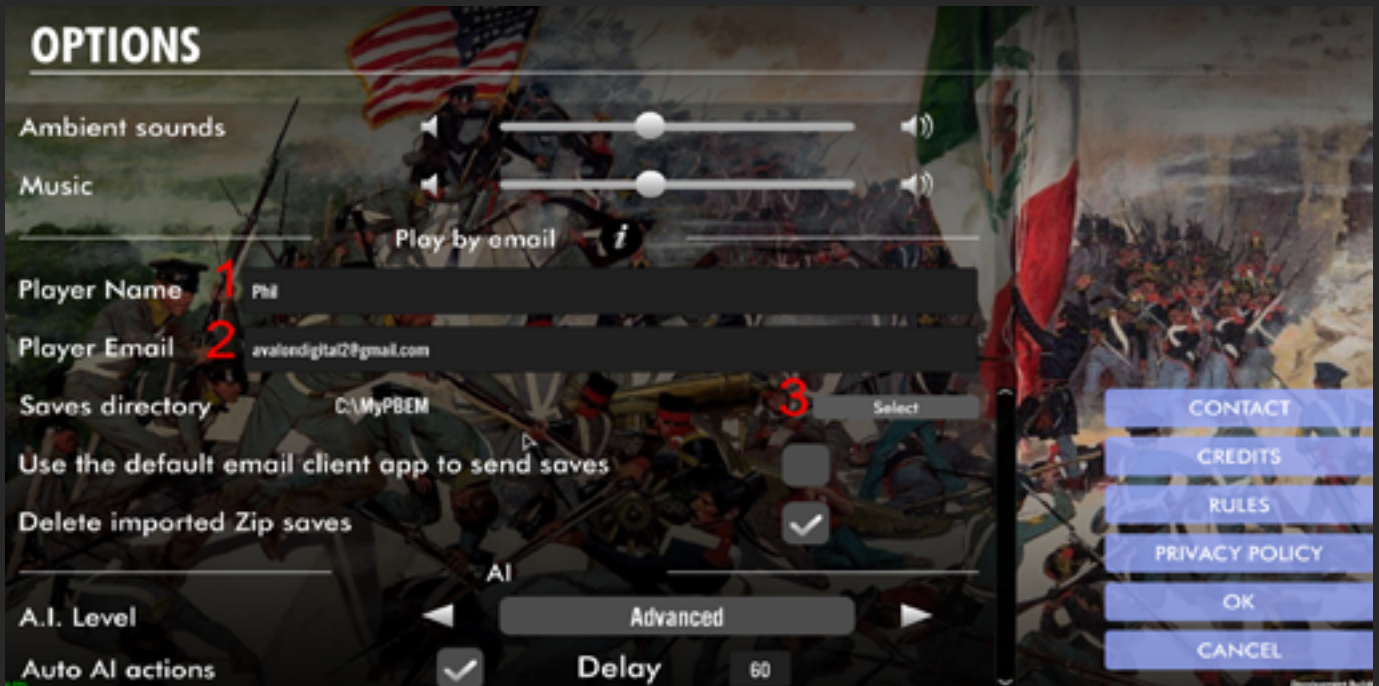 OPTIONS
Ambient sounds
Music
Play by email i
Player Name 1 Phil
Player Email 2 avalondigital2@gmail.com
Saves directory C:\MyPBEM 3 Select
Use the default email client app to send saves
Delete imported Zip saves
AI
A.I. Level Advanced
Auto AI actions Delay 60
CONTACT
CREDITS
RULES
PRIVACY POLICY
OK
CANCEL
Development Build